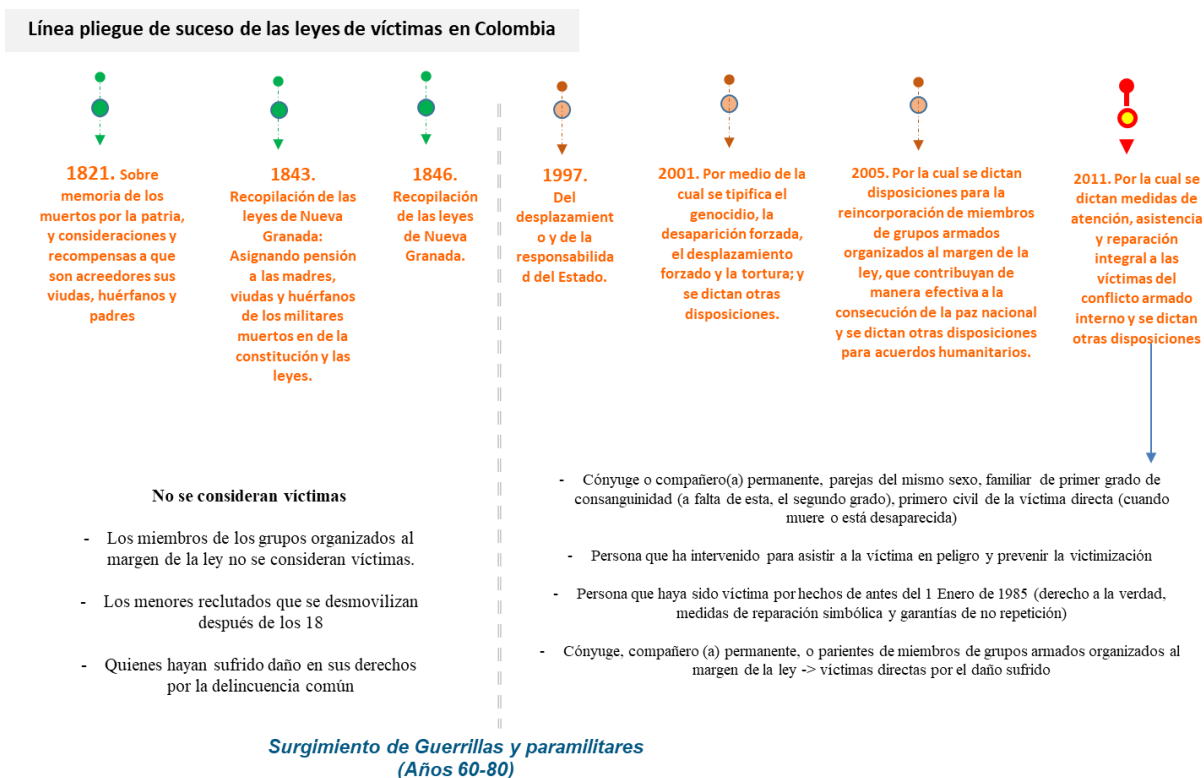 Línea pliegue de suceso de las leyes de víctimas en Colombia
1821. Sobre
memoria de los
muertos por la patria,
y consideraciones y
recompensas a que
son acreedores sus
viudas, huérfanos y
padres
1843.
Recopilación de las
leyes de Nueva
Granada:
Asignando pensión
a las madres,
viudas y huérfanos
de los militares
muertos en de la
constitución y las
leyes.
1846.
Recopilación
de las leyes
de Nueva
Granada.
1997.
Del
desplazamient
o y de la
responsabilida
d del Estado.
2001. Por medio de la
cual se tipifica el
genocidio, la
desaparición forzada,
el desplazamiento
forzado y la tortura; y
se dictan otras
disposiciones.
2005. Por la cual se dictan
disposiciones para la
reincorporación de miembros
de grupos armados
organizados al margen de la
ley, que contribuyan de
manera efectiva a la
consecución de la paz nacional
y se dictan otras disposiciones
para acuerdos humanitarios.
2011. Por la cual se
dictan medidas de
atención, asistencia
y reparación
integral a las
víctimas del
conflicto armado
interno y se dictan
otras disposiciones
No se consideran víctimas
- Los miembros de los grupos organizados al
margen de la ley no se consideran víctimas.
- Los menores reclutados que se desmovilizan
después de los 18
- Quienes hayan sufrido daño en sus derechos
por la delincuencia común
- Cónyuge o compañero(a) permanente, parejas del mismo sexo, familiar de primer grado de
consanguinidad (a falta de esta, el segundo grado), primero civil de la víctima directa (cuando
muere o está desaparecida)
- Persona que ha intervenido para asistir a la víctima en peligro y prevenir la victimización
- Persona que haya sido víctima por hechos de antes del 1 Enero de 1985 (derecho a la verdad,
medidas de reparación simbólica y garantías de no repetición)
- Cónyuge, compañero (a) permanente, o parientes de miembros de grupos armados organizados al
margen de la ley -> víctimas directas por el daño sufrido
Surgimiento de Guerrillas y paramilitares
(Años 60-80)